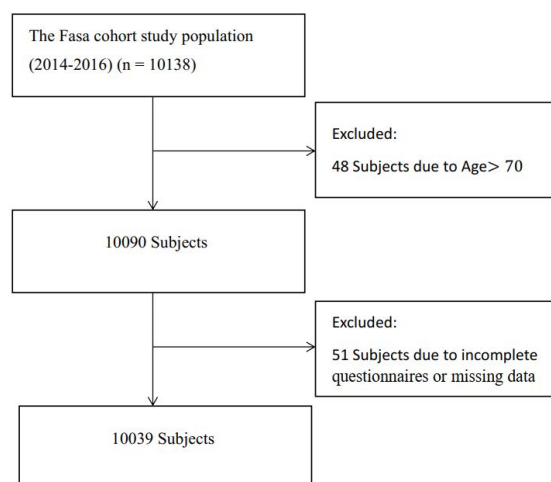 The Fasa cohort study population
(2014-2016) (n = 10138)
Excluded:
48 Subjects due to Age> 70
10090 Subjects
Excluded:
51 Subjects due to incomplete
questionnaires or missing data
10039 Subjects